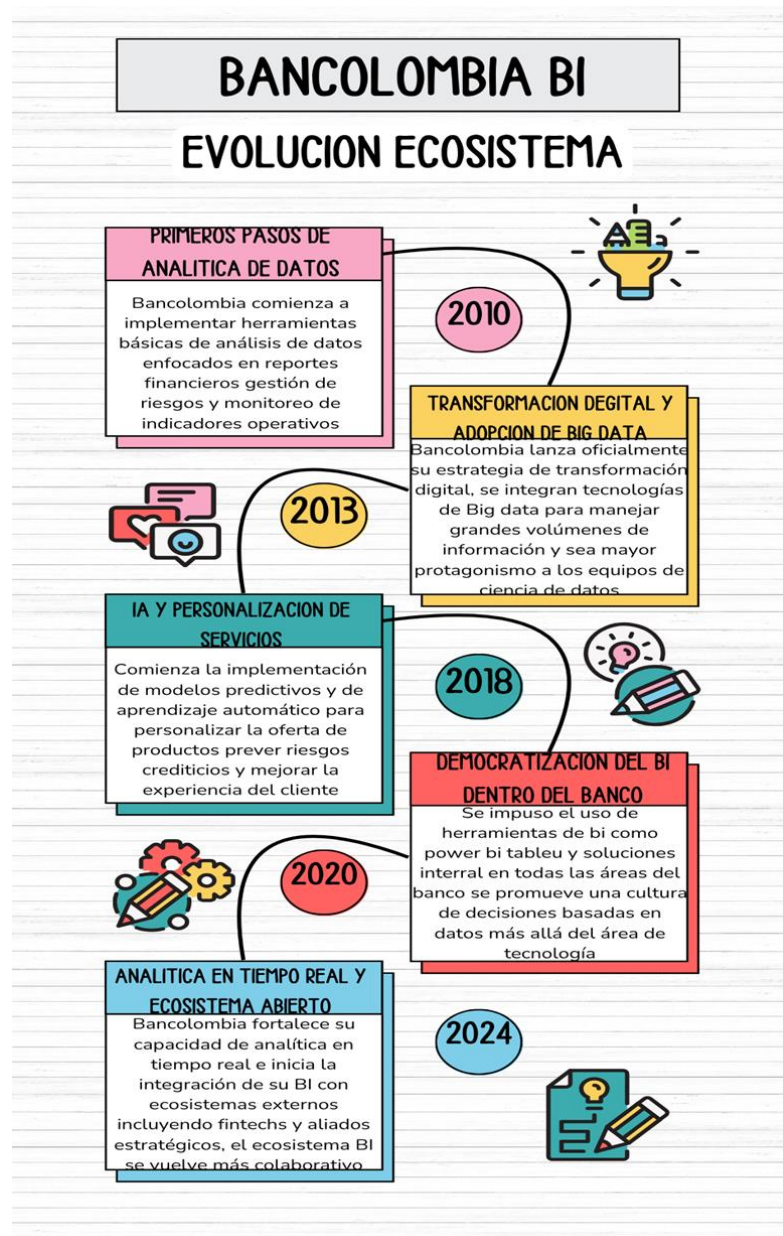 BANCOLOMBIA BI
EVOLUCION ECOSISTEMA
PRIMEROS PASOS DE
ANALITICA DE DATOS
Bancolombia comienza a
implementar herramientas
básicas de análisis de datos
enfocados en reportes
financieros gestión de
riesgos y monitoreo de
indicadores operativos
2010
TRANSFORMACION DEGITAL Y
ADOPCION DE BIG DATA
Bancolombia lanza oficialmente
su estrategia de transformación
digital, se integran tecnologías
de Big data para manejar
grandes volúmenes de
información y sea mayor
protagonismo a los equipos de
ciencia de datos
2013
IA Y PERSONALIZACION DE
SERVICIOS
Comienza la implementación
de modelos predictivos y de
aprendizaje automático para
personalizar la oferta de
productos prever riesgos
crediticios y mejorar la
experiencia del cliente
2018
DEMOCRATIZACION DEL BI
DENTRO DEL BANCO
Se impuso el uso de
herramientas de bi como
power bi tableu y soluciones
interral en todas las áreas del
banco se promueve una cultura
de decisiones basadas en
datos más allá del área de
tecnología
2020
ANALITICA EN TIEMPO REAL Y
ECOSISTEMA ABIERTO
Bancolombia fortalece su
capacidad de analítica en
tiempo real e inicia la
integración de su BI con
ecosistemas externos
incluyendo fintechs y aliados
estratégicos, el ecosistema BI
se vuelve más colaborativo
2024